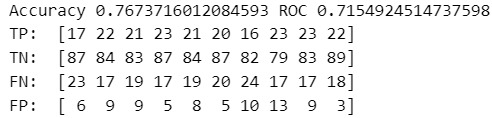 Accuracy 0.7673716012084593 ROC 0.7154924514737598
TP:  [17 22 21 23 21 20 16 23 23 22]
TN:  [87 84 83 87 84 87 82 79 83 89]
FN:  [23 17 19 17 19 20 24 17 17 18]
FP:  [ 6  9  9  5  8  5 10 13  9  3]